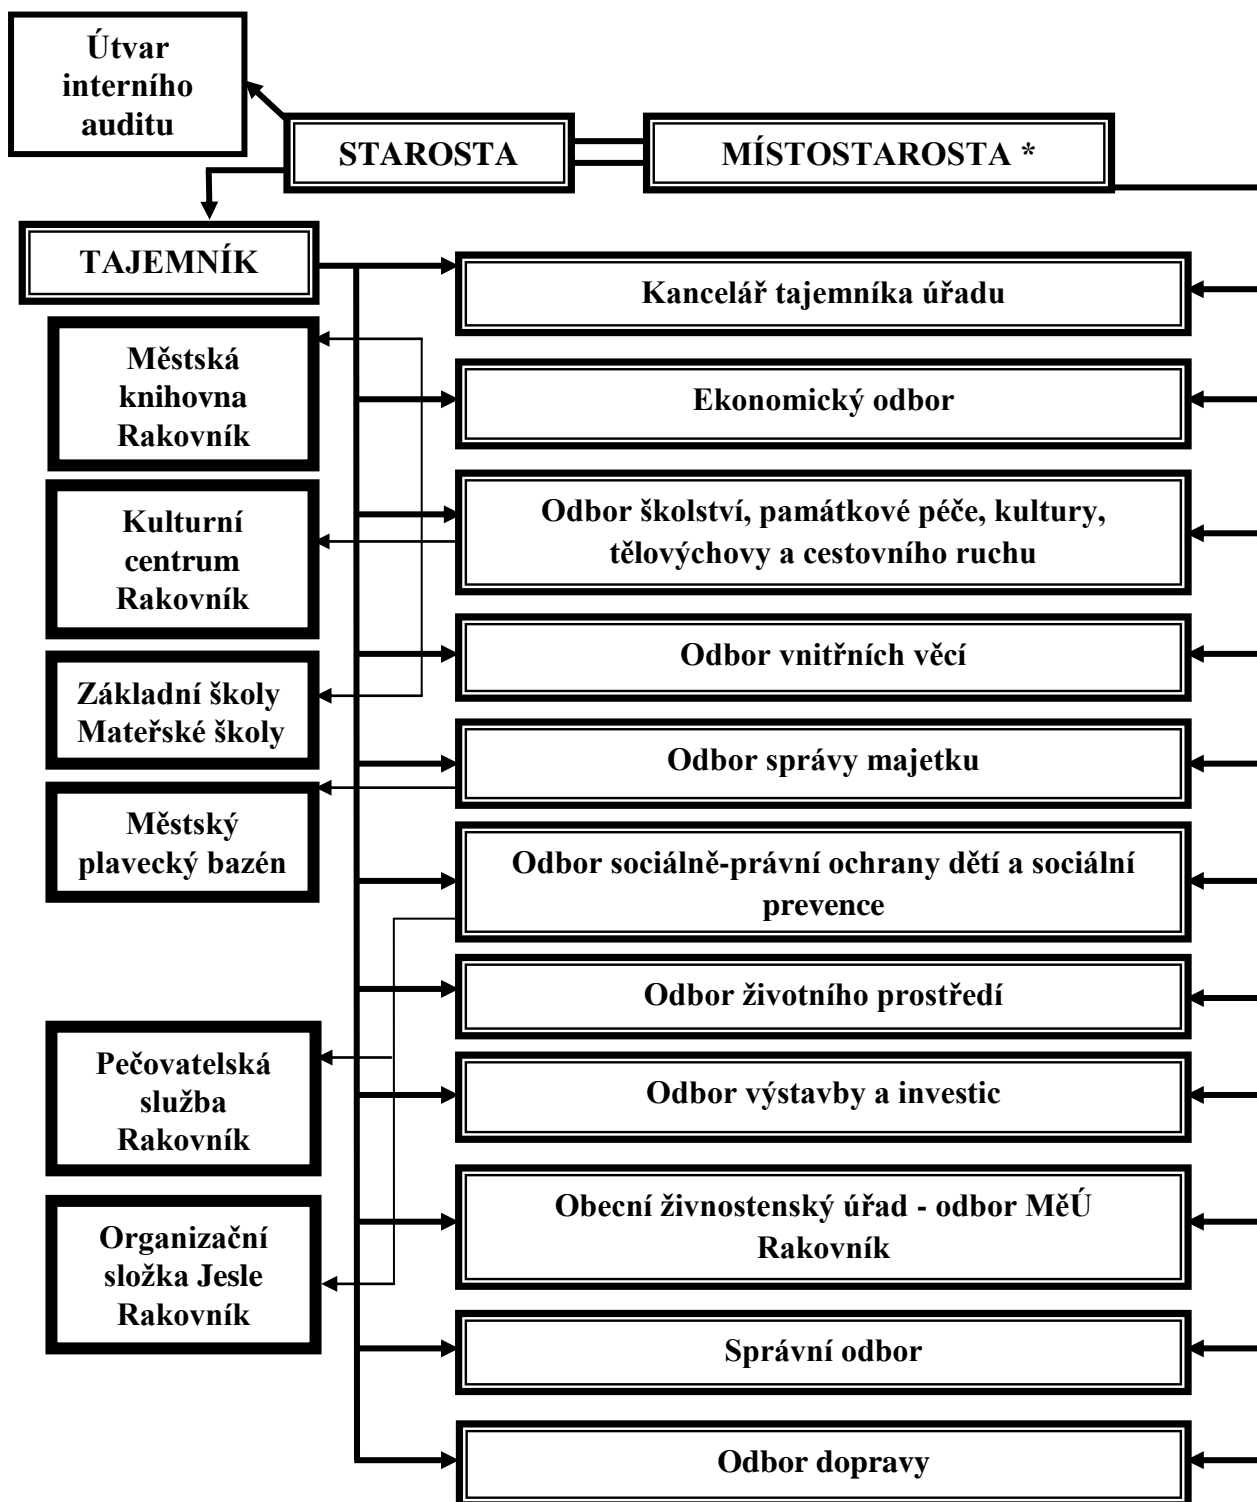 Útvar
interního
auditu
STAROSTA
MÍSTOSTAROSTA *
TAJEMNÍK
Kancelář tajemníka úřadu
Městská
knihovna
Rakovník
Ekonomický odbor
Kulturní
centrum
Rakovník
Odbor školství, památkové péče, kultury,
tělovýchovy a cestovního ruchu
Základní školy
Mateřské školy
Odbor vnitřních věcí
Odbor správy majetku
Městský
plavecký bazén
Odbor sociálně-právní ochrany dětí a sociální
prevence
Odbor životního prostředí
Pečovatelská
služba
Rakovník
Odbor výstavby a investic
Organizační
složka Jesle
Rakovník
Obecní živnostenský úřad - odbor MěÚ
Rakovník
Správní odbor
Odbor dopravy